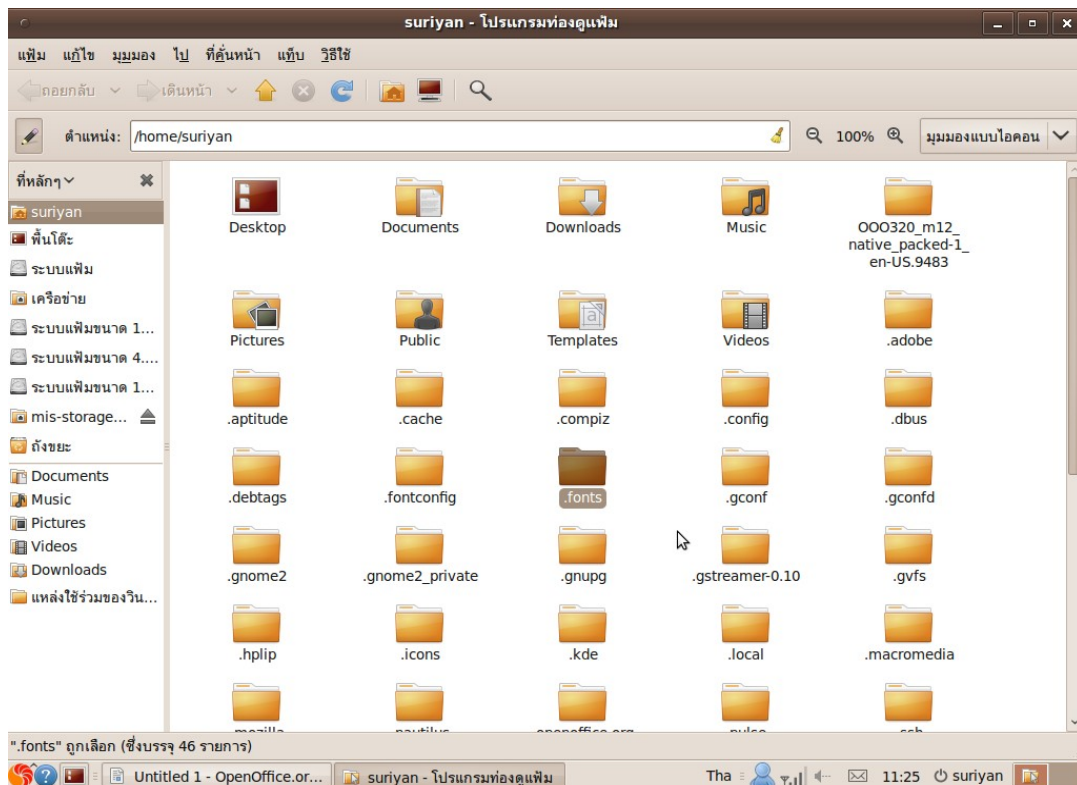 suriyan - โปรแกรมท่องดูแฟ้ม
แฟ้ม แก้ไข มุมมอง ไป ที่คั่นหน้า แท็บ วิธีใช้
ถอยกลับ เดินหน้า
ตำแหน่ง: /home/suriyan 100% มุมมองแบบไอคอน
ที่หลักๆ
suriyan
พื้นโต๊ะ
ระบบแฟ้ม
เครือข่าย
ระบบแฟ้มขนาด 1...
ระบบแฟ้มขนาด 4....
ระบบแฟ้มขนาด 1...
mis-storage...
ถังขยะ
Documents
Music
Pictures
Videos
Downloads
แหล่งใช้ร่วมของวิน...
Desktop Documents Downloads Music OOO320_m12_
native_packed-1_
en-US.9483
Pictures Public Templates Videos .adobe
.aptitude .cache .compiz .config .dbus
.debtags .fontconfig .fonts .gconf .gconfd
.gnome2 .gnome2_private .gnupg .gstreamer-0.10 .gvfs
.hplip .icons .kde .local .macromedia
".fonts" ถูกเลือก (ซึ่งบรรจุ 46 รายการ)
Untitled 1 - OpenOffice.or... suriyan - โปรแกรมท่องดูแฟ้ม Tha 11:25 suriyan